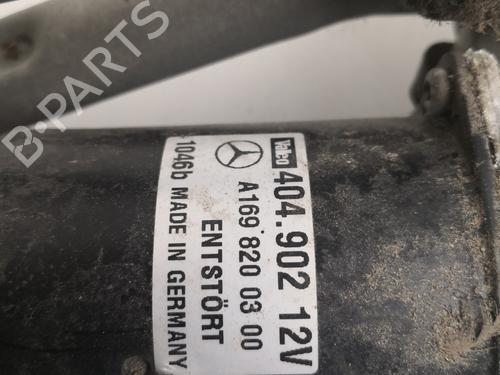 Valeo
404.902 12V
A169 820 03 00
ENTSTÖRT
1046b MADE IN GERMANY
B-PARTS